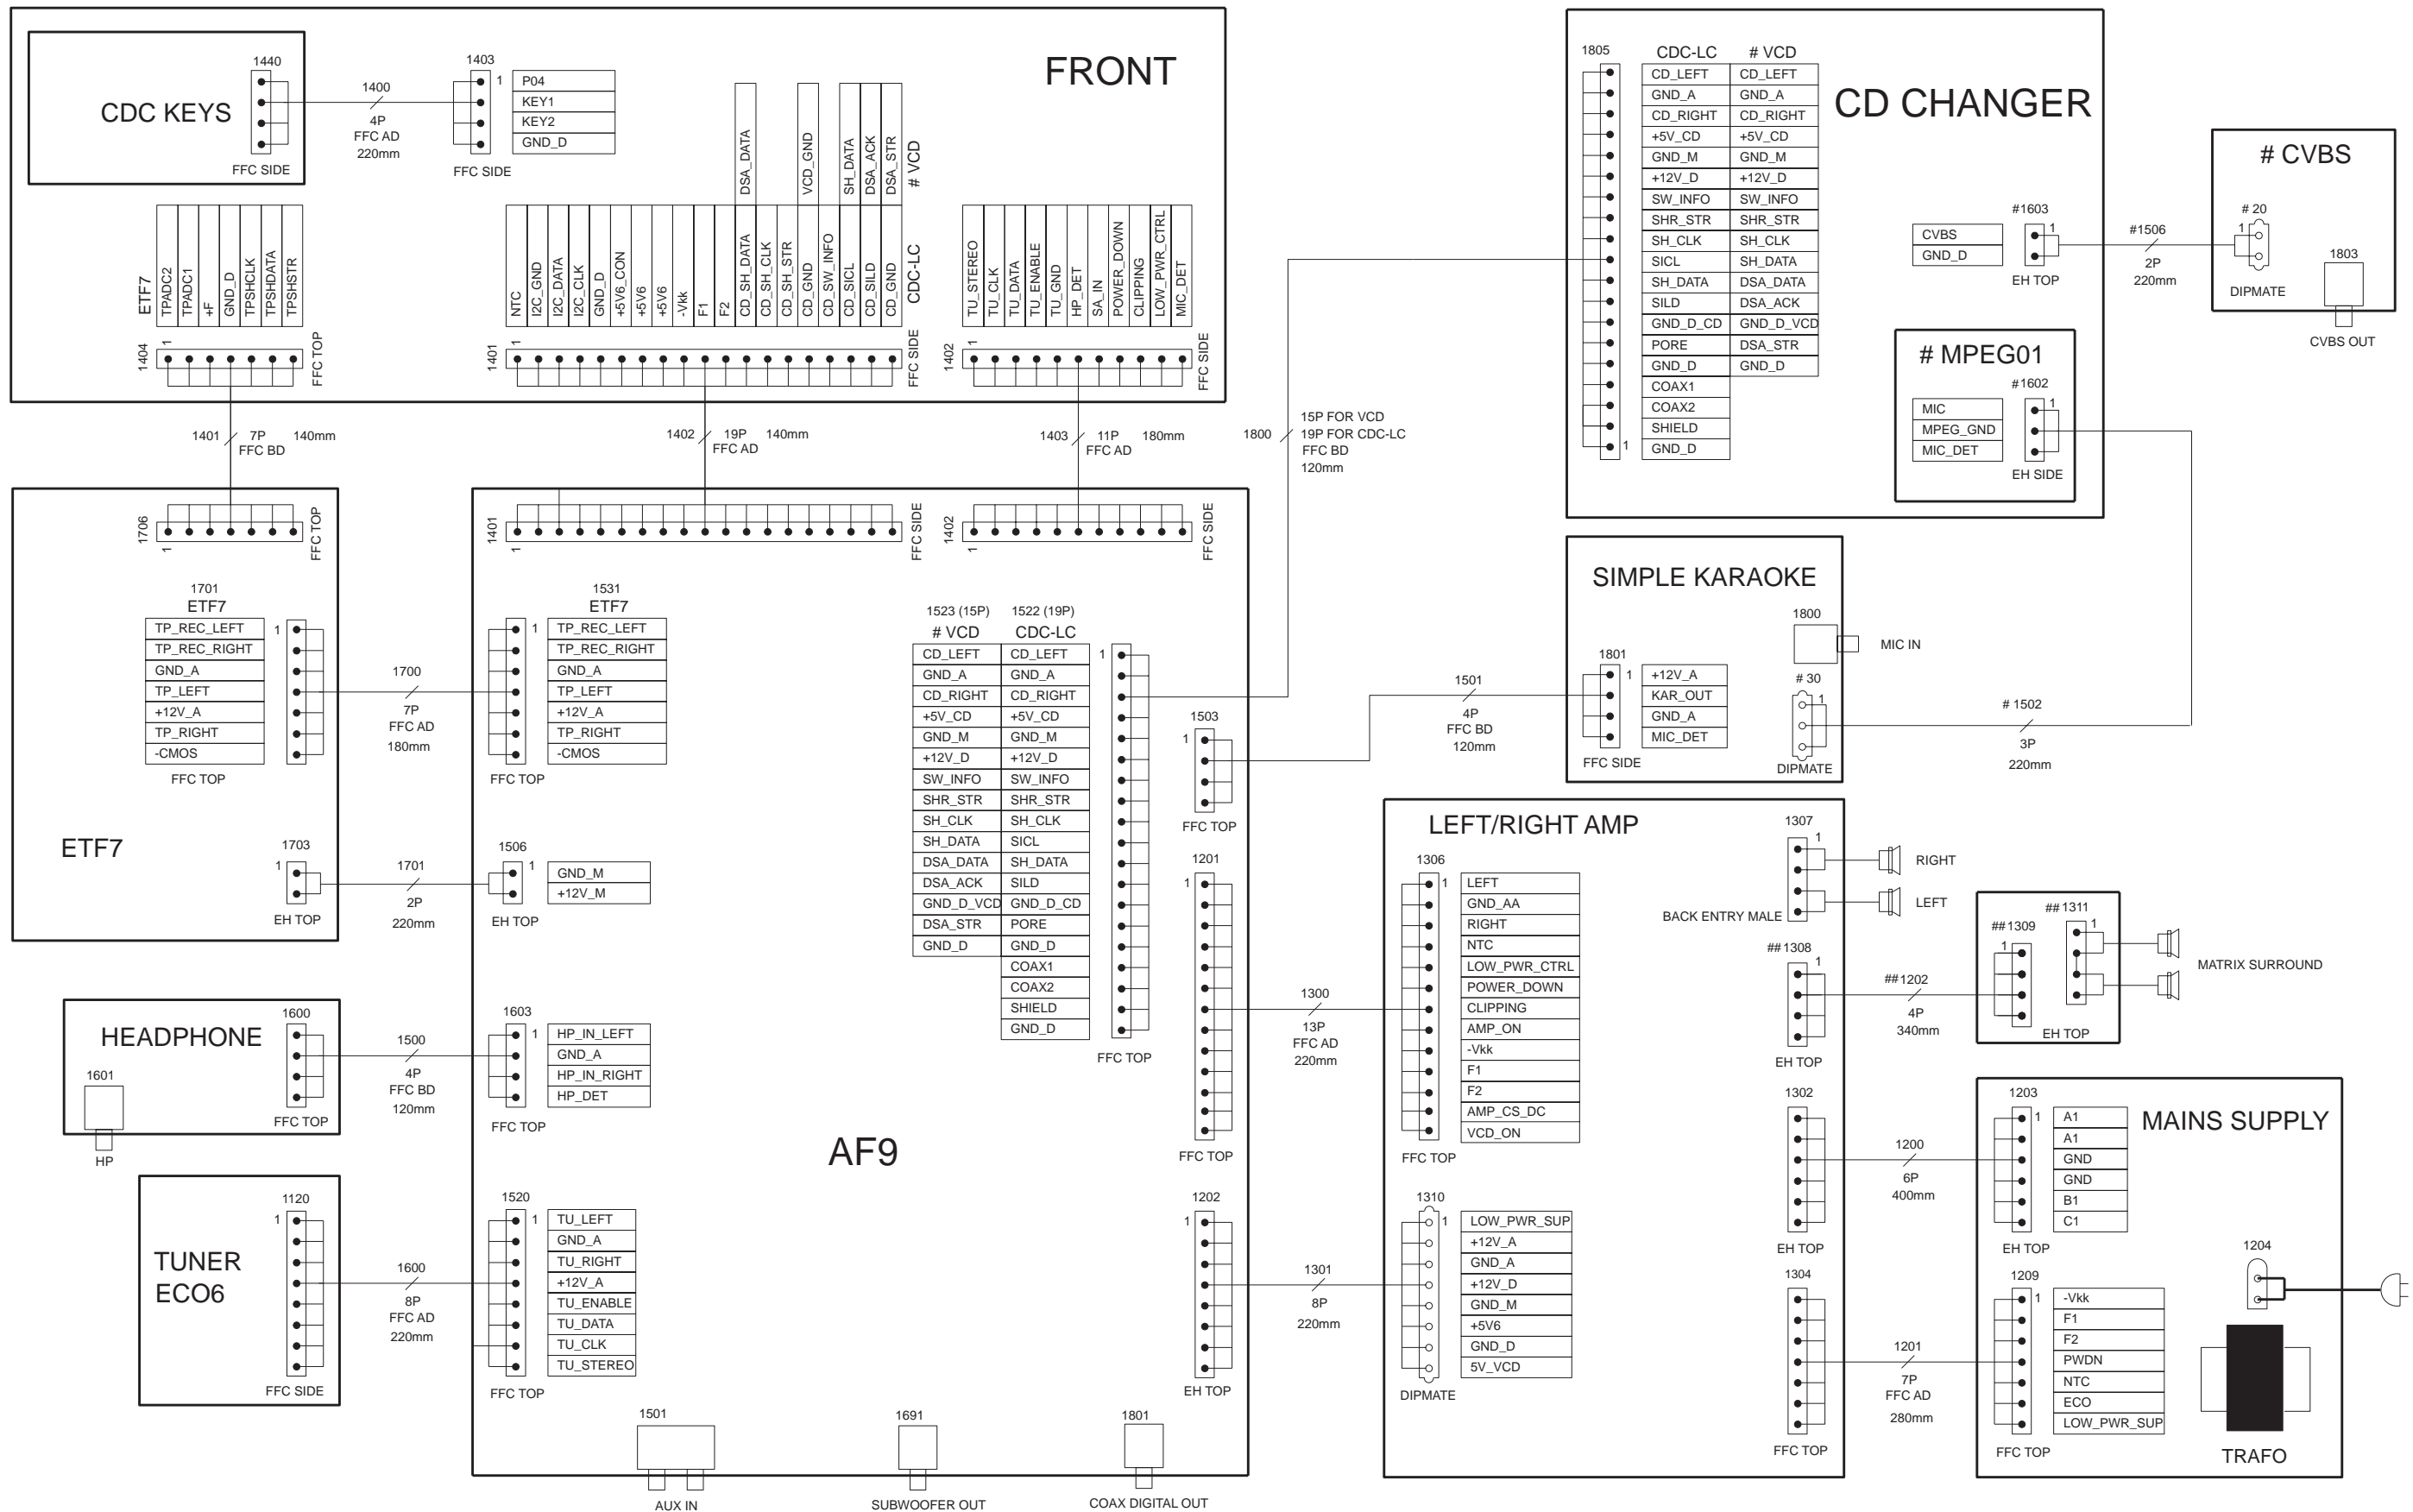 FRONT
CDC KEYS
1440
FFC SIDE
1400
4P
FFC AD
220mm
1403
1
P04
KEY1
KEY2
GND_D
FFC SIDE
ETF7
TPADC2
TPADC1
+F
GND_D
TPSHCLK
TPSHDATA
TPSHSTR
1404
1
FFC TOP
NTC
I2C_GND
I2C_DATA
I2C_CLK
GND_D
+5V6_CON
+5V6
+5V6
-Vkk
F1
F2
CD_SH_DATA
CD_SH_CLK
CD_SH_STR
CD_GND
CD_SW_INFO
CD_SICL
CD_SILD
CD_GND
CDC-LC
DSA_DATA
VCD_GND
SH_DATA
DSA_ACK
DSA_STR
# VCD
1401
1
FFC SIDE
TU_STEREO
TU_CLK
TU_DATA
TU_ENABLE
TU_GND
HP_DET
SA_IN
POWER_DOWN
CLIPPING
LOW_PWR_CTRL
MIC_DET
1402
1
FFC SIDE
1401
7P
140mm
FFC BD
1402
19P
140mm
FFC AD
1403
11P
180mm
FFC AD
1800
15P FOR VCD
19P FOR CDC-LC
FFC BD
120mm
CD CHANGER
1805
CDC-LC # VCD
CD_LEFT CD_LEFT
GND_A GND_A
CD_RIGHT CD_RIGHT
+5V_CD +5V_CD
GND_M GND_M
+12V_D +12V_D
SW_INFO SW_INFO
SHR_STR SHR_STR
SH_CLK SH_CLK
SICL SH_DATA
SH_DATA DSA_DATA
SILD DSA_ACK
GND_D_CD GND_D_VCD
PORE DSA_STR
GND_D GND_D
COAX1
COAX2
SHIELD
1 GND_D
#1603
CVBS
GND_D
1
EH TOP
#1506
2P
220mm
# CVBS
# 20
1
DIPMATE
1803
CVBS OUT
# MPEG01
#1602
MIC
MPEG_GND
MIC_DET
1
EH SIDE
1706
1
FFC TOP
1701
ETF7
TP_REC_LEFT
TP_REC_RIGHT
GND_A
TP_LEFT
+12V_A
TP_RIGHT
-CMOS
1
FFC TOP
ETF7
1703
1
EH TOP
1700
7P
FFC AD
180mm
1701
2P
220mm
1401
1
FFC SIDE
1402
1
FFC SIDE
1531
ETF7
1
TP_REC_LEFT
TP_REC_RIGHT
GND_A
TP_LEFT
+12V_A
TP_RIGHT
-CMOS
FFC TOP
1506
1
GND_M
+12V_M
EH TOP
1523 (15P) 1522 (19P)
# VCD CDC-LC
CD_LEFT CD_LEFT 1
GND_A GND_A
CD_RIGHT CD_RIGHT
+5V_CD +5V_CD
GND_M GND_M
+12V_D +12V_D
SW_INFO SW_INFO
SHR_STR SHR_STR
SH_CLK SH_CLK
SH_DATA SICL
DSA_DATA SH_DATA
DSA_ACK SILD
GND_D_VCD GND_D_CD
DSA_STR PORE
GND_D GND_D
COAX1
COAX2
SHIELD
GND_D
FFC TOP
1503
1
FFC TOP
1501
4P
FFC BD
120mm
SIMPLE KARAOKE
1801
1
+12V_A
KAR_OUT
GND_A
MIC_DET
FFC SIDE
1800
MIC IN
# 30
1
DIPMATE
# 1502
3P
220mm
HEADPHONE
1600
FFC TOP
1601
HP
1500
4P
FFC BD
120mm
1603
1
HP_IN_LEFT
GND_A
HP_IN_RIGHT
HP_DET
FFC TOP
AF9
1201
1
FFC TOP
1300
13P
FFC AD
220mm
LEFT/RIGHT AMP
1306
1
LEFT
GND_AA
RIGHT
NTC
LOW_PWR_CTRL
POWER_DOWN
CLIPPING
AMP_ON
-Vkk
F1
F2
AMP_CS_DC
VCD_ON
FFC TOP
1307
1
RIGHT
LEFT
BACK ENTRY MALE
##1308
1
EH TOP
##1202
4P
340mm
##1309
1
##1311
1
EH TOP
MATRIX SURROUND
TUNER
ECO6
1120
1
FFC SIDE
1600
8P
FFC AD
220mm
1520
1
TU_LEFT
GND_A
TU_RIGHT
+12V_A
TU_ENABLE
TU_DATA
TU_CLK
TU_STEREO
FFC TOP
1202
1
EH TOP
1301
8P
220mm
1310
1
LOW_PWR_SUP
+12V_A
GND_A
+12V_D
GND_M
+5V6
GND_D
5V_VCD
DIPMATE
1302
EH TOP
1304
FFC TOP
1200
6P
400mm
1201
7P
FFC AD
280mm
MAINS SUPPLY
1203
1
A1
A1
GND
GND
B1
C1
EH TOP
1209
1
-Vkk
F1
F2
PWDN
NTC
ECO
LOW_PWR_SUP
FFC TOP
1204
TRAFO
1501
AUX IN
1691
SUBWOOFER OUT
1801
COAX DIGITAL OUT